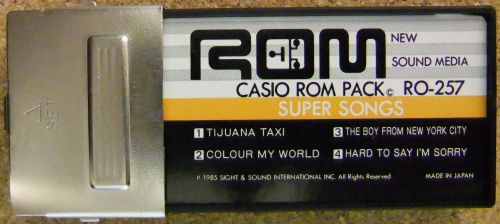 SET
ROM
NEW
SOUND MEDIA
CASIO ROM PACK© RO-257
SUPER SONGS
1 TIJUANA TAXI
2 COLOUR MY WORLD
3 THE BOY FROM NEW YORK CITY
4 HARD TO SAY I'M SORRY
℗ 1985 SIGHT & SOUND INTERNATIONAL INC. All Rights Reserved
MADE IN JAPAN